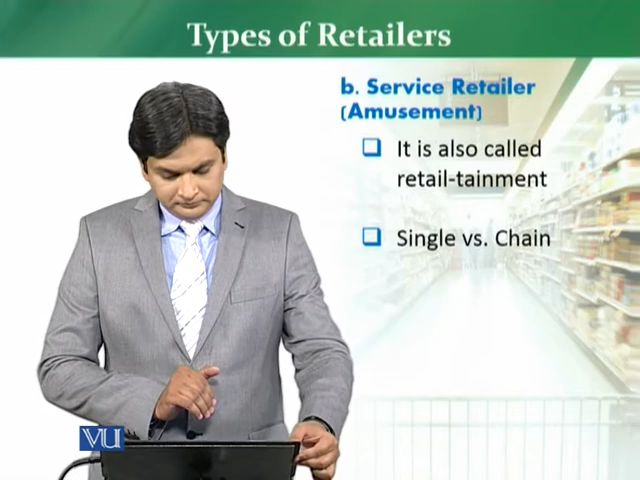 Types of Retailers
b. Service Retailer
(Amusement)
It is also called
retail-tainment
Single vs. Chain
VU